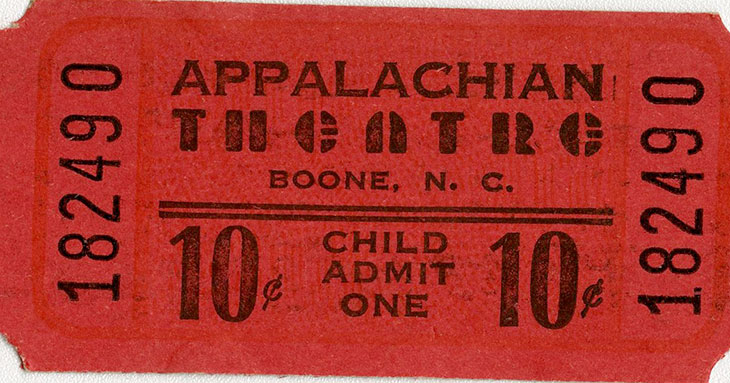 182490
APPALACHIAN
THEATRE
BOONE, N. C.
10¢ CHILD ADMIT ONE 10¢
182490